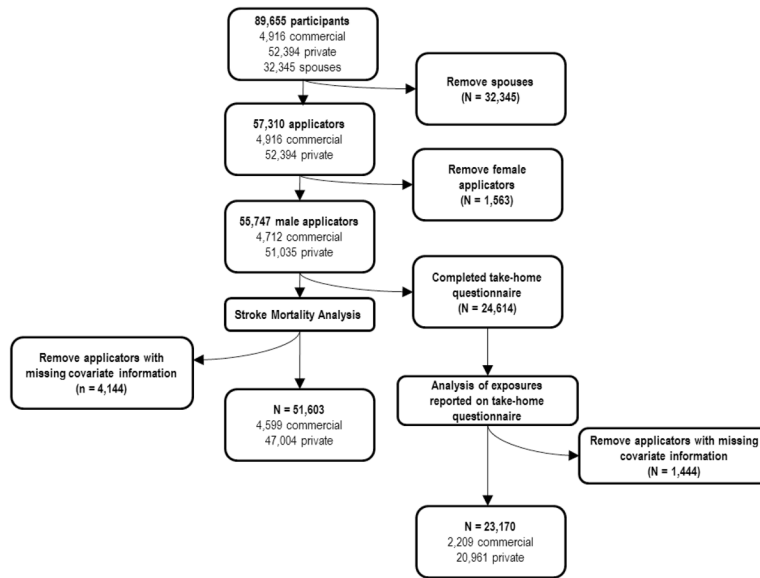 89,655 participants
4,916 commercial
52,394 private
32,345 spouses
Remove spouses
(N = 32,345)
57,310 applicators
4,916 commercial
52,394 private
Remove female
applicators
(N = 1,563)
55,747 male applicators
4,712 commercial
51,035 private
Completed take-home
questionnaire
(N = 24,614)
Stroke Mortality Analysis
Remove applicators with
missing covariate information
(n = 4,144)
Analysis of exposures
reported on take-home
questionnaire
N = 51,603
4,599 commercial
47,004 private
Remove applicators with missing
covariate information
(N = 1,444)
N = 23,170
2,209 commercial
20,961 private